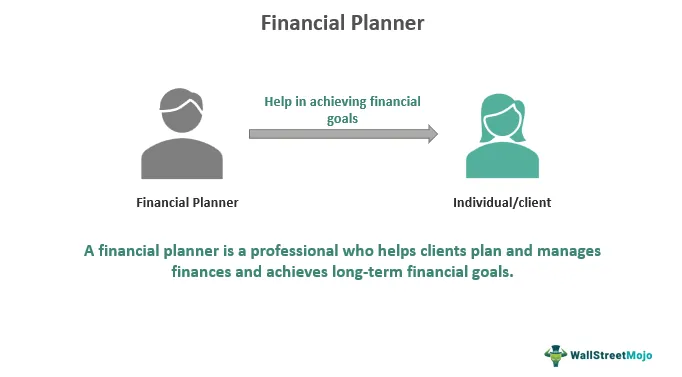 Financial Planner
Help in achieving financial
goals
Financial Planner
Individual/client
A financial planner is a professional who helps clients plan and manages
finances and achieves long-term financial goals.
WallStreetMojo